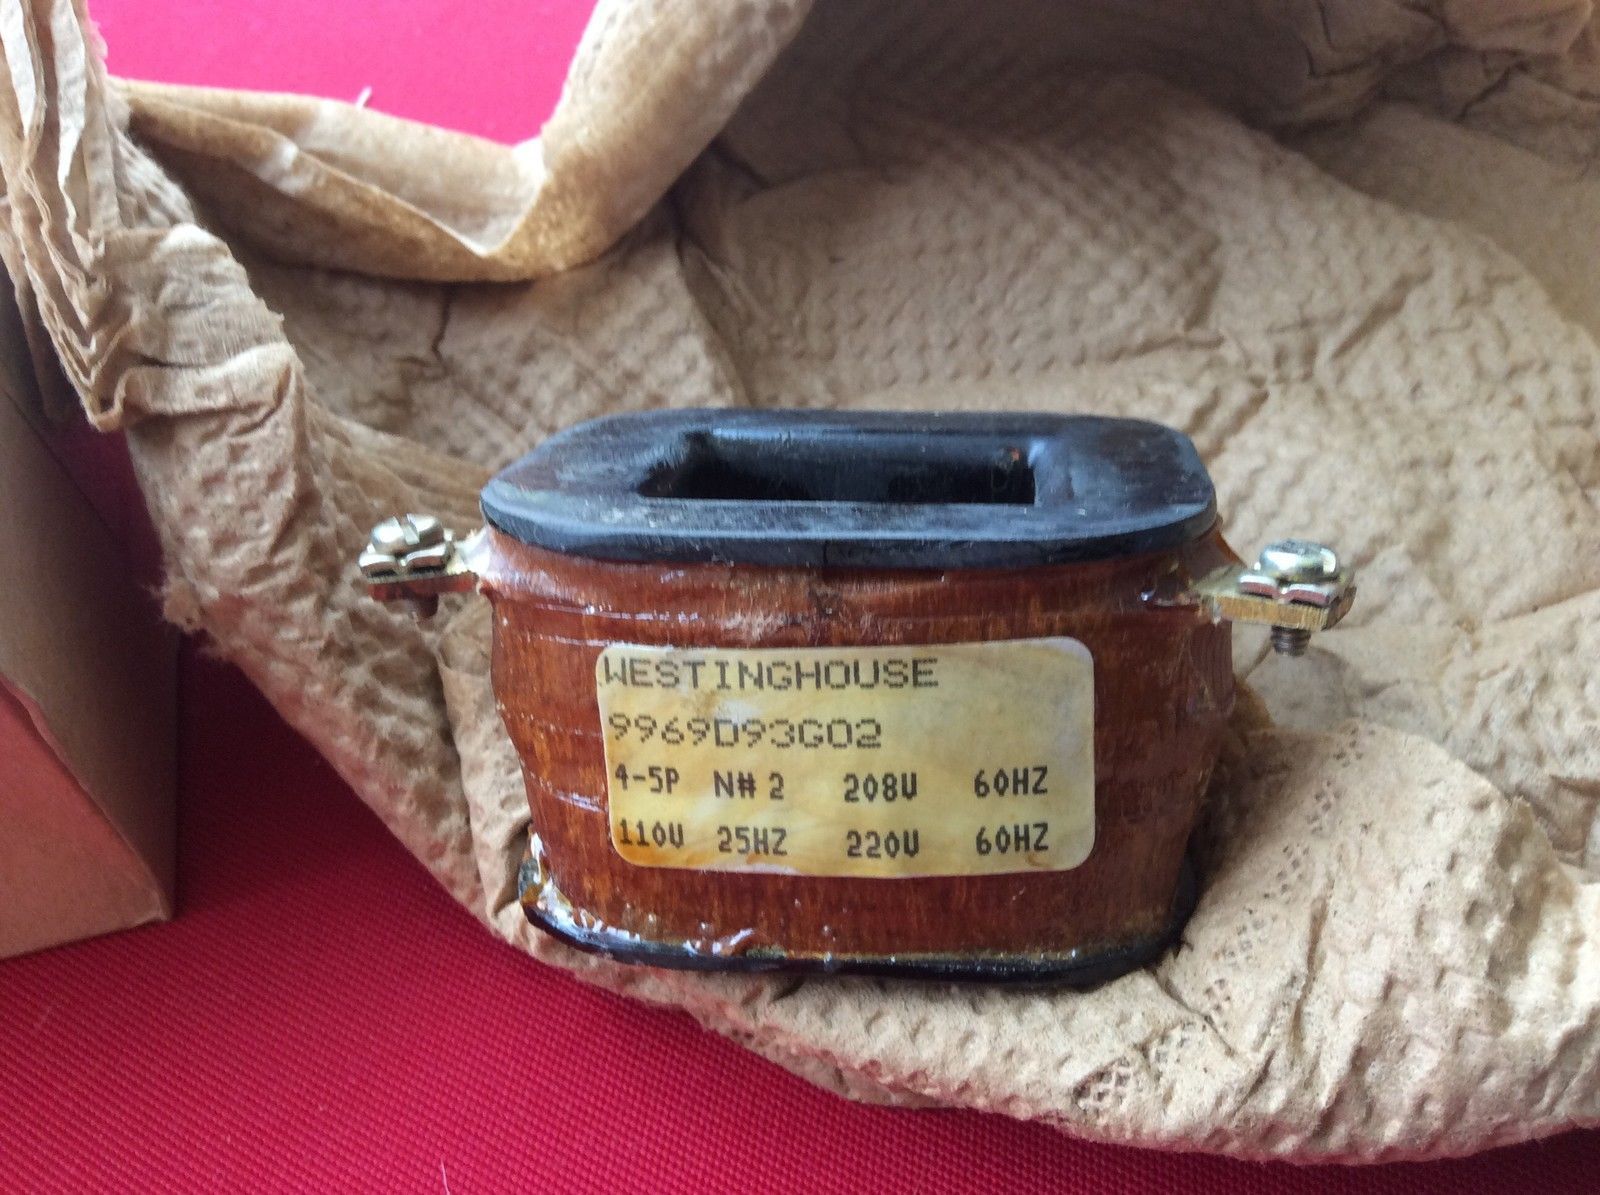 WESTINGHOUSE
9969D93G02
4-5P N# 2 208V 60HZ
110V 25HZ 220V 60HZ